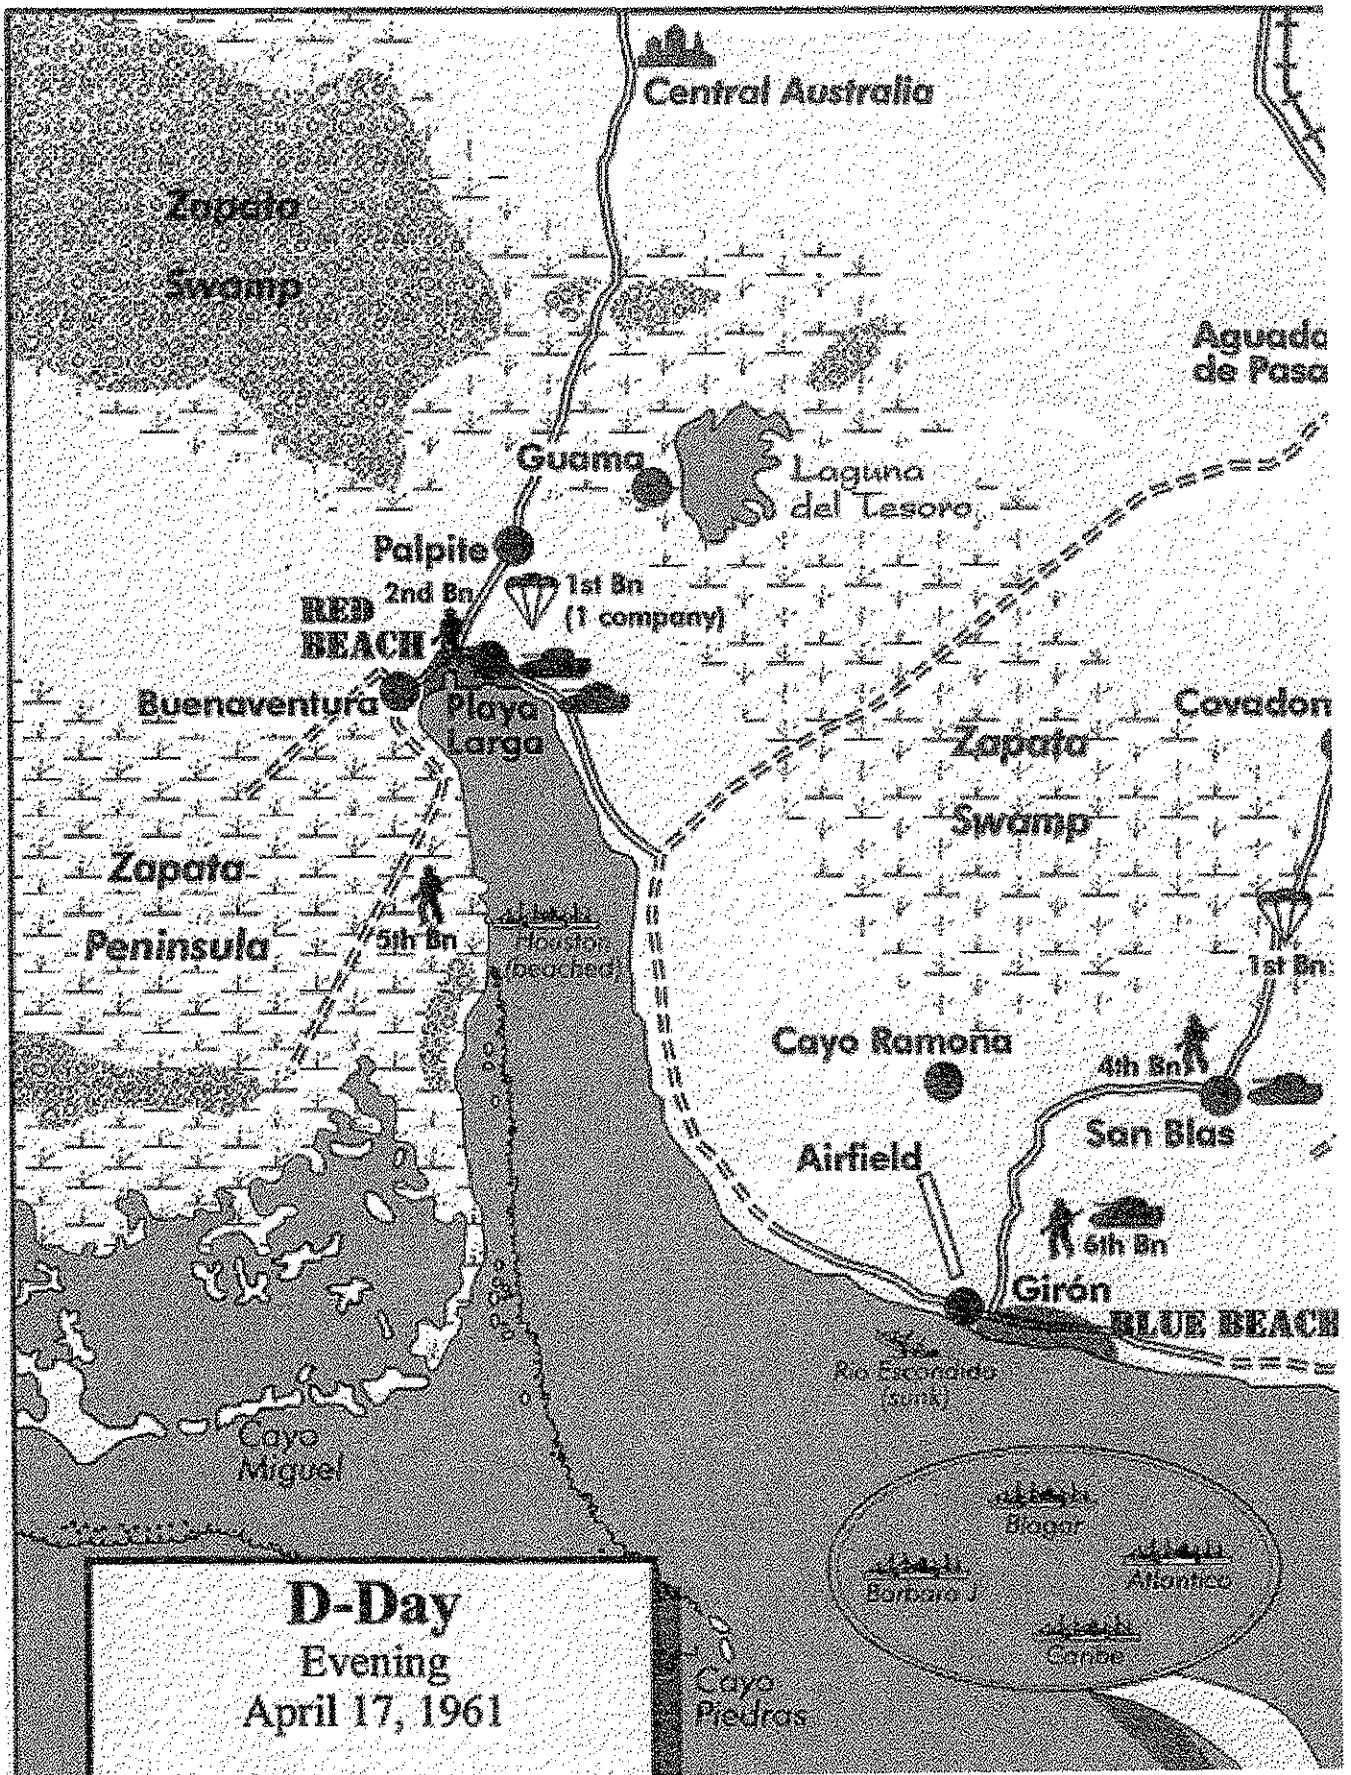 Central Australia
Zapata
Swamp
Aguada
de Pasa
Guama
Laguna
del Tesoro
Palpite
2nd Bn
1st Bn
(1 company)
RED
BEACH
Buenaventura
Playa
Larga
Covadon
Zapata
Swamp
Zapata
Peninsula
5th Bn
Houston
(beached)
1st Bn
Cayo Ramona
4th Bn
San Blas
Airfield
6th Bn
Girón
BLUE BEACH
Rio Escondido
(sunk)
Cayo
Miguel
Blagar
Barbara J
Atlantico
Caribe
D-Day
Evening
April 17, 1961
Cayo
Piedras